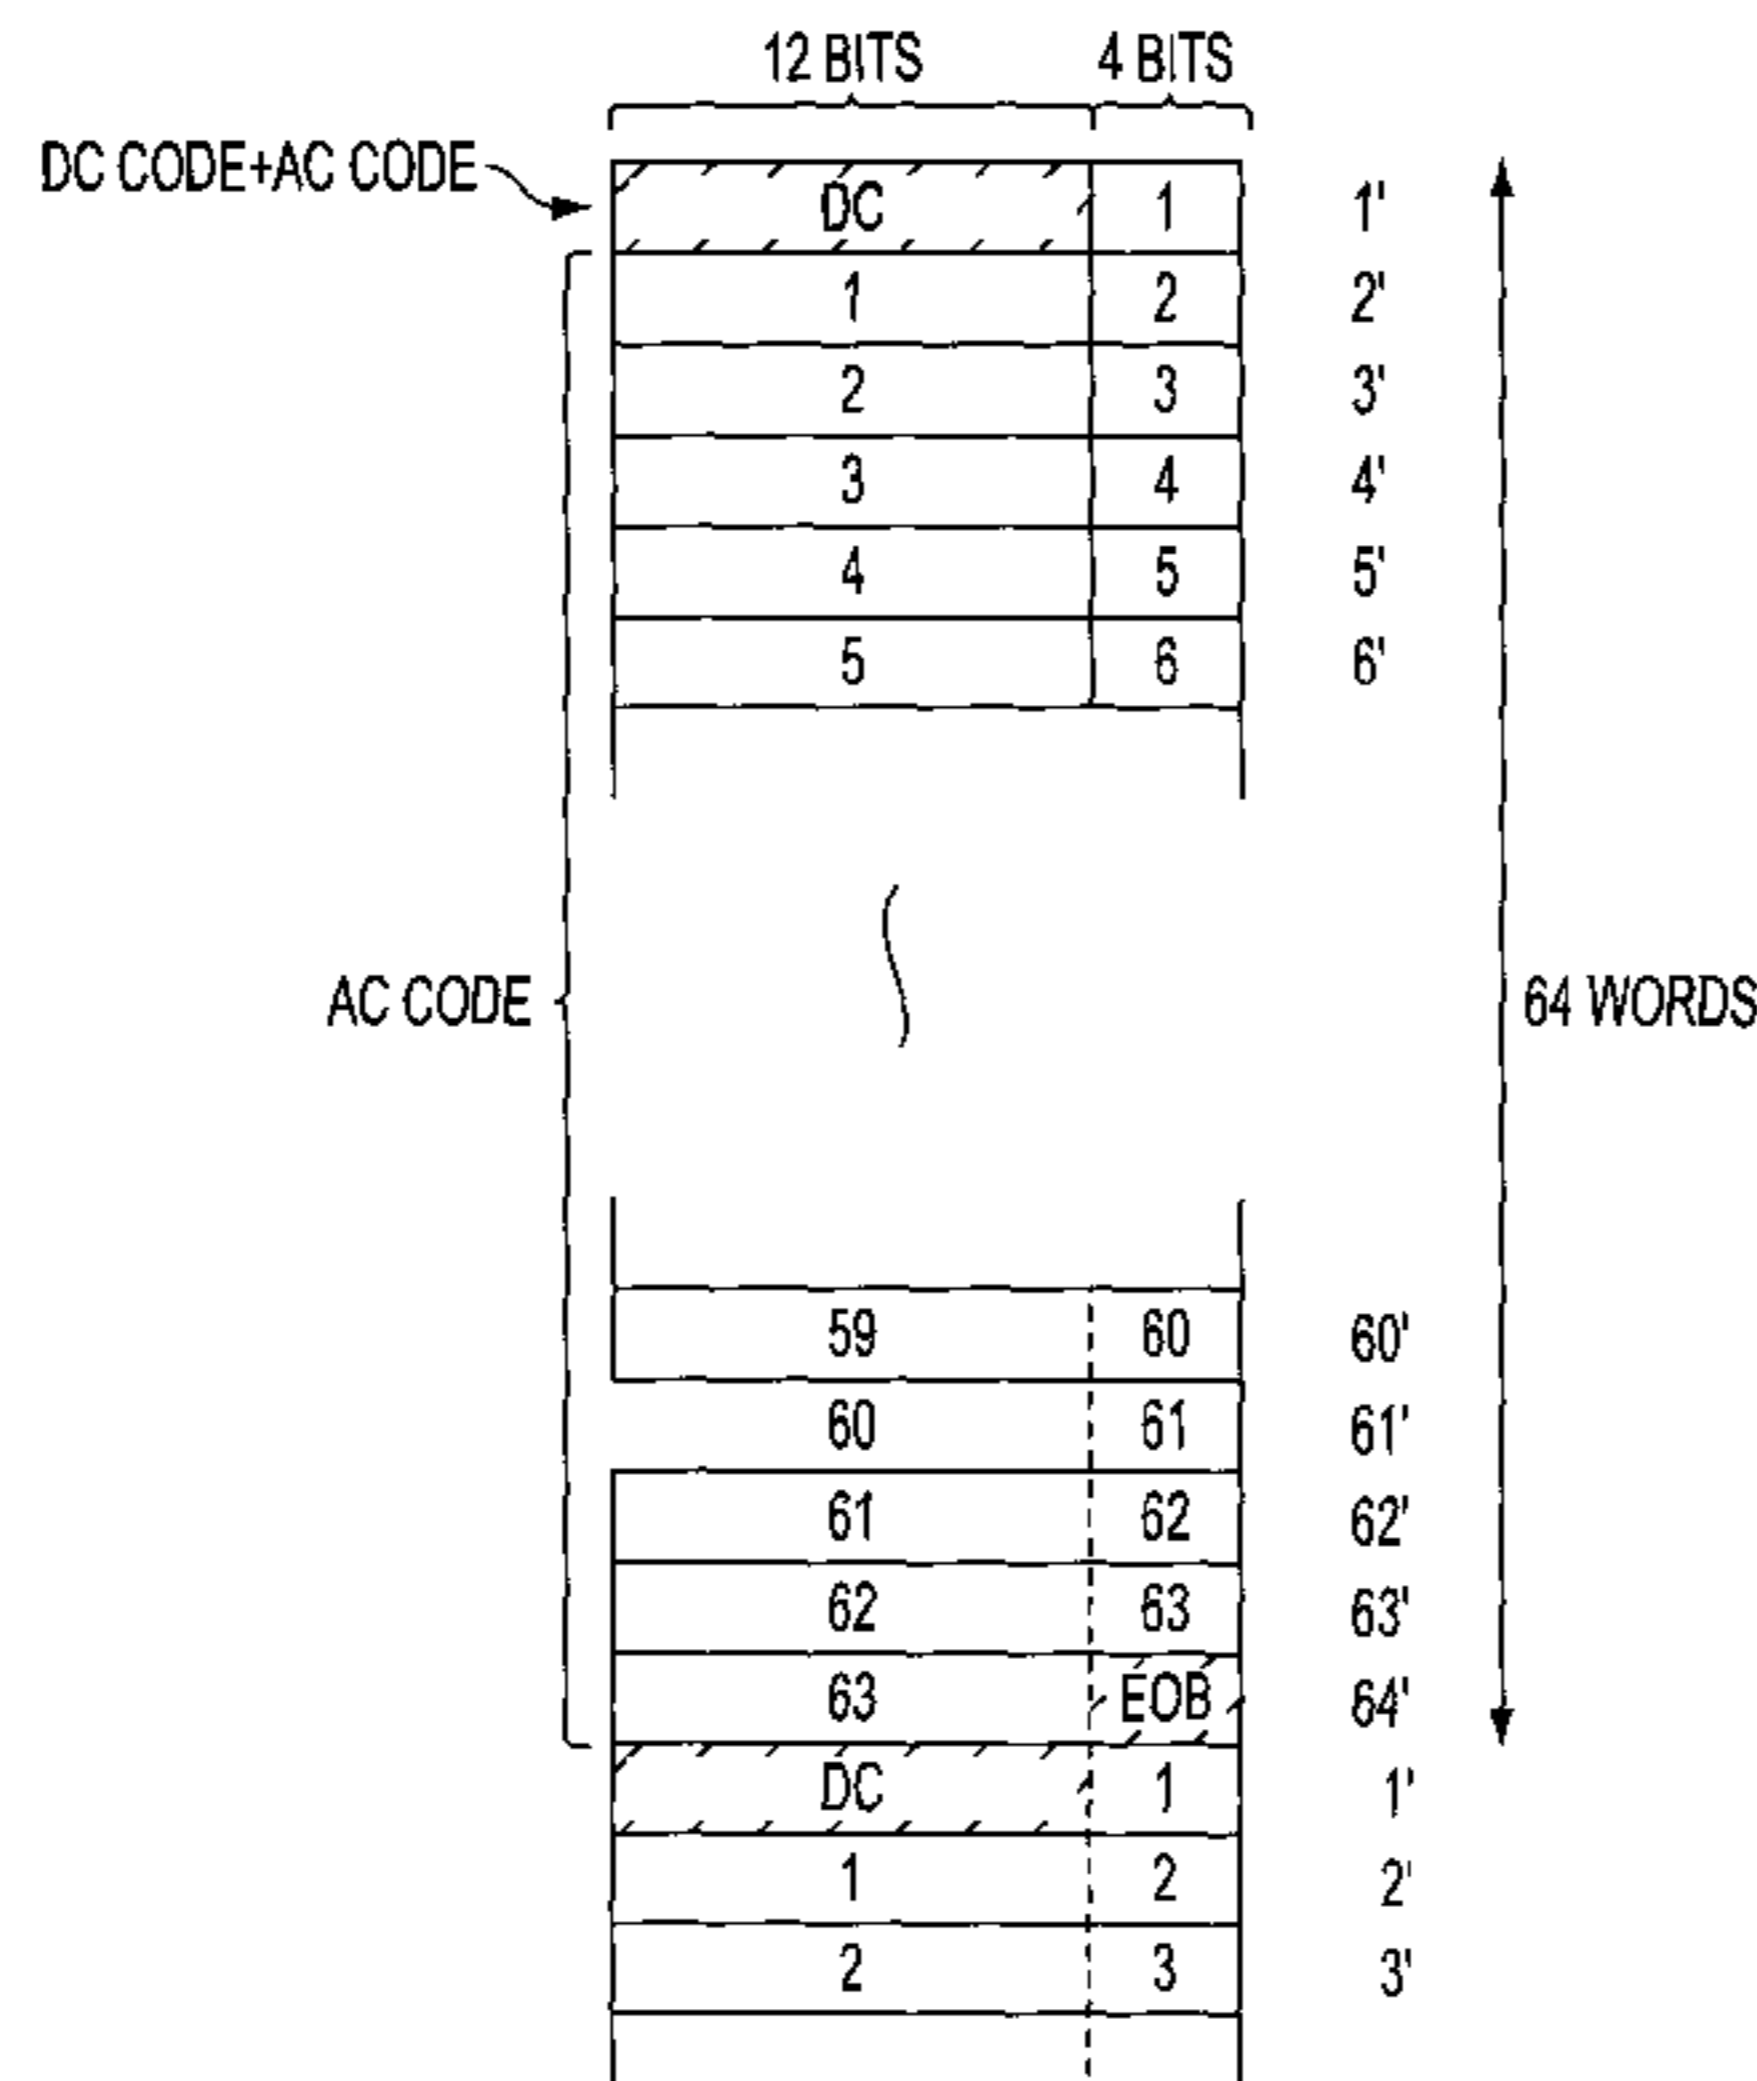 12 BITS 4 BITS
DC CODE+AC CODE
DC 1 1'
1 2 2'
2 3 3'
3 4 4'
4 5 5'
5 6 6'
AC CODE
64 WORDS
59 60 60'
60 61 61'
61 62 62'
62 63 63'
63 EOB 64'
DC 1 1'
1 2 2'
2 3 3'